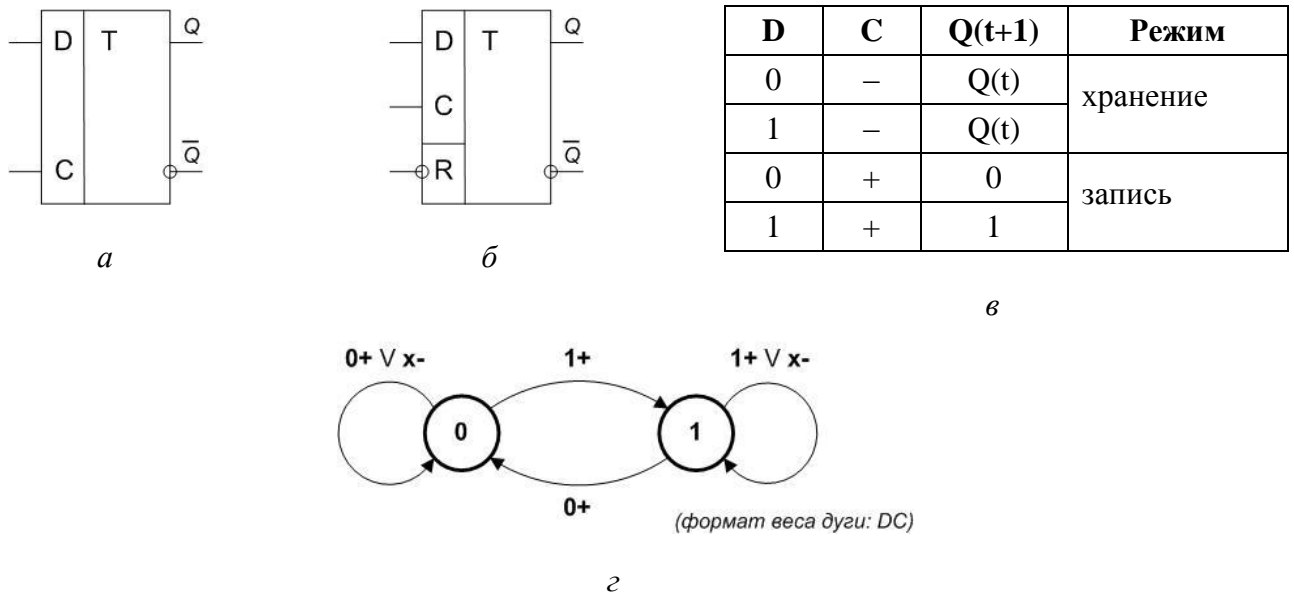 D T Q
C Q̅
а
D T Q
C
R Q̅
б
D C Q(t+1) Режим
0 – Q(t) хранение
1 – Q(t)
0 + 0 запись
1 + 1
в
0+ V x- 1+ 1+ V x-
0 1
0+
(формат веса дуги: DC)
г